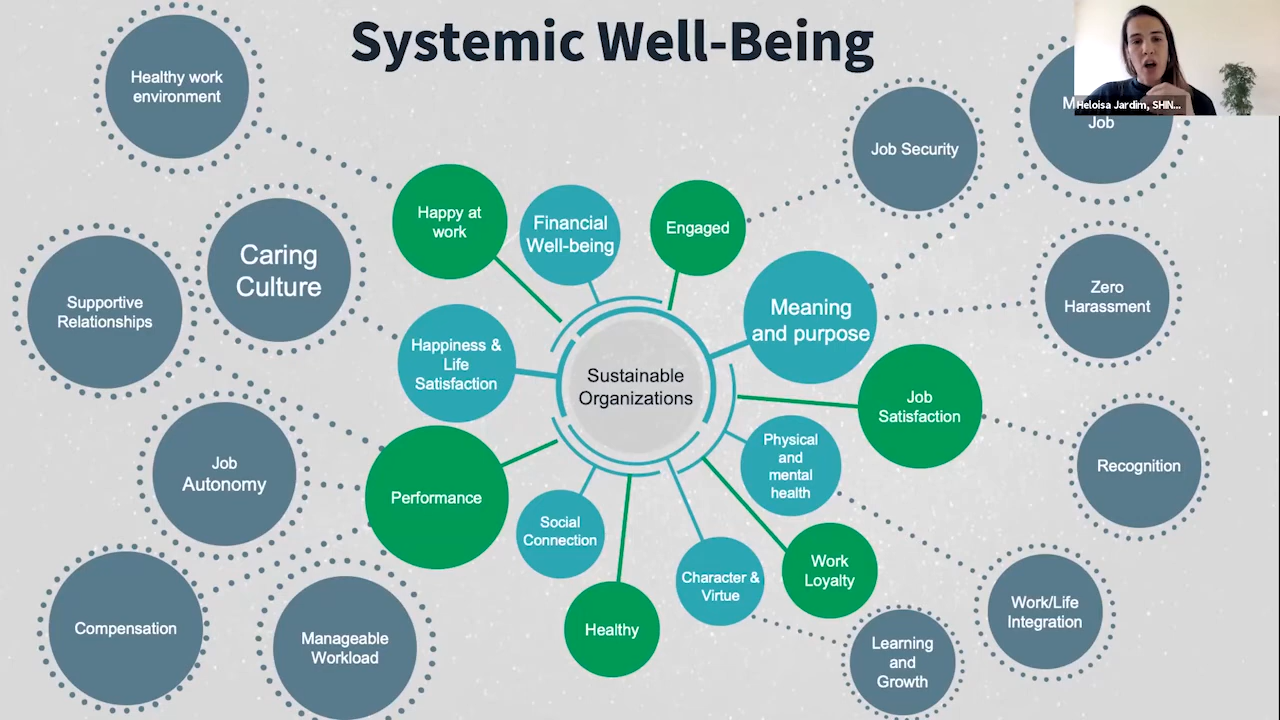 Systemic Well-Being
Healthy work
environment
Job Security
Job
Heloisa Jardim, SHIN...
Happy at
work
Financial
Well-being
Engaged
Caring
Culture
Supportive
Relationships
Meaning
and purpose
Zero
Harassment
Happiness &
Life
Satisfaction
Sustainable
Organizations
Job
Satisfaction
Job
Autonomy
Performance
Physical
and
mental
health
Recognition
Social
Connection
Character &
Virtue
Work
Loyalty
Work/Life
Integration
Compensation
Manageable
Workload
Healthy
Learning
and
Growth